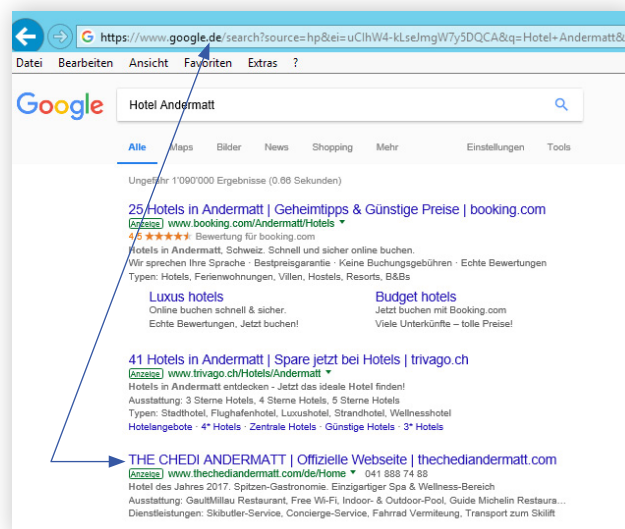 https://www.google.de/search?source=hp&ei=uClhW4-kLseJmgW7y5DQCA&q=Hotel+Andermatt&
Datei Bearbeiten Ansicht Favoriten Extras ?
Google Hotel Andermatt
Alle Maps Bilder News Shopping Mehr Einstellungen Tools
Ungefähr 1'090'000 Ergebnisse (0.66 Sekunden)
25 Hotels in Andermatt | Geheimtipps & Günstige Preise | booking.com
Anzeige www.booking.com/Andermatt/Hotels
4.5 ★★★★★ Bewertung für booking.com
Hotels in Andermatt, Schweiz. Schnell und sicher online buchen.
Wir sprechen Ihre Sprache · Bestpreisgarantie · Keine Buchungsgebühren · Echte Bewertungen
Typen: Hotels, Ferienwohnungen, Villen, Hostels, Resorts, B&Bs
Luxus hotels Budget hotels
Online buchen schnell & sicher. Jetzt buchen mit Booking.com
Echte Bewertungen, Jetzt buchen! Viele Unterkünfte – tolle Preise!
41 Hotels in Andermatt | Spare jetzt bei Hotels | trivago.ch
Anzeige www.trivago.ch/Hotels/Andermatt
Hotels in Andermatt entdecken - Jetzt das ideale Hotel finden!
Ausstattung: 3 Sterne Hotels, 4 Sterne Hotels, 5 Sterne Hotels
Typen: Stadthotel, Flughafenhotel, Luxushotel, Strandhotel, Wellnesshotel
Hotelangebote · 4* Hotels · Zentrale Hotels · Günstige Hotels · 3* Hotels
THE CHEDI ANDERMATT | Offizielle Webseite | thechediandermatt.com
Anzeige www.thechediandermatt.com/de/Home 041 888 74 88
Hotel des Jahres 2017. Spitzen-Gastronomie. Einzigartiger Spa & Wellness-Bereich
Ausstattung: GaultMillau Restaurant, Free Wi-Fi, Indoor- & Outdoor-Pool, Guide Michelin Restaura…
Dienstleistungen: Skibutler-Service, Concierge-Service, Fahrrad Vermiteung, Transport zum Skilift